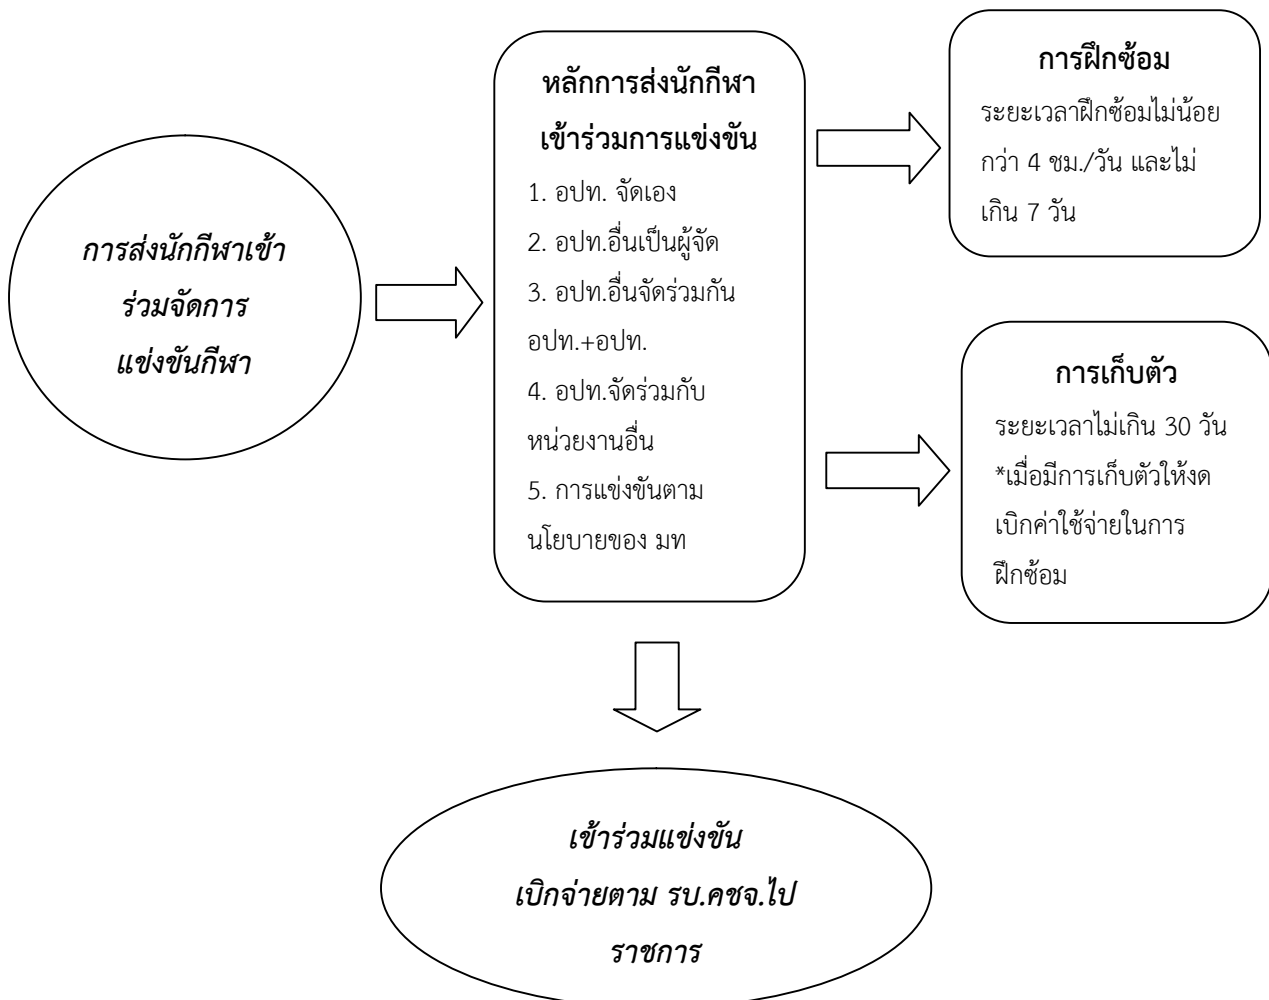 การส่งนักกีฬาเข้า
ร่วมจัดการ
แข่งขันกีฬา
หลักการส่งนักกีฬา
เข้าร่วมการแข่งขัน
1. อปท. จัดเอง
2. อปท.อื่นเป็นผู้จัด
3. อปท.อื่นจัดร่วมกัน
อปท.+อปท.
4. อปท.จัดร่วมกับ
หน่วยงานอื่น
5. การแข่งขันตาม
นโยบายของ มท
การฝึกซ้อม
ระยะเวลาฝึกซ้อมไม่น้อย
กว่า 4 ชม./วัน และไม่
เกิน 7 วัน
การเก็บตัว
ระยะเวลาไม่เกิน 30 วัน
*เมื่อมีการเก็บตัวให้งด
เบิกค่าใช้จ่ายในการ
ฝึกซ้อม
เข้าร่วมแข่งขัน
เบิกจ่ายตาม รบ.คชจ.ไป
ราชการ